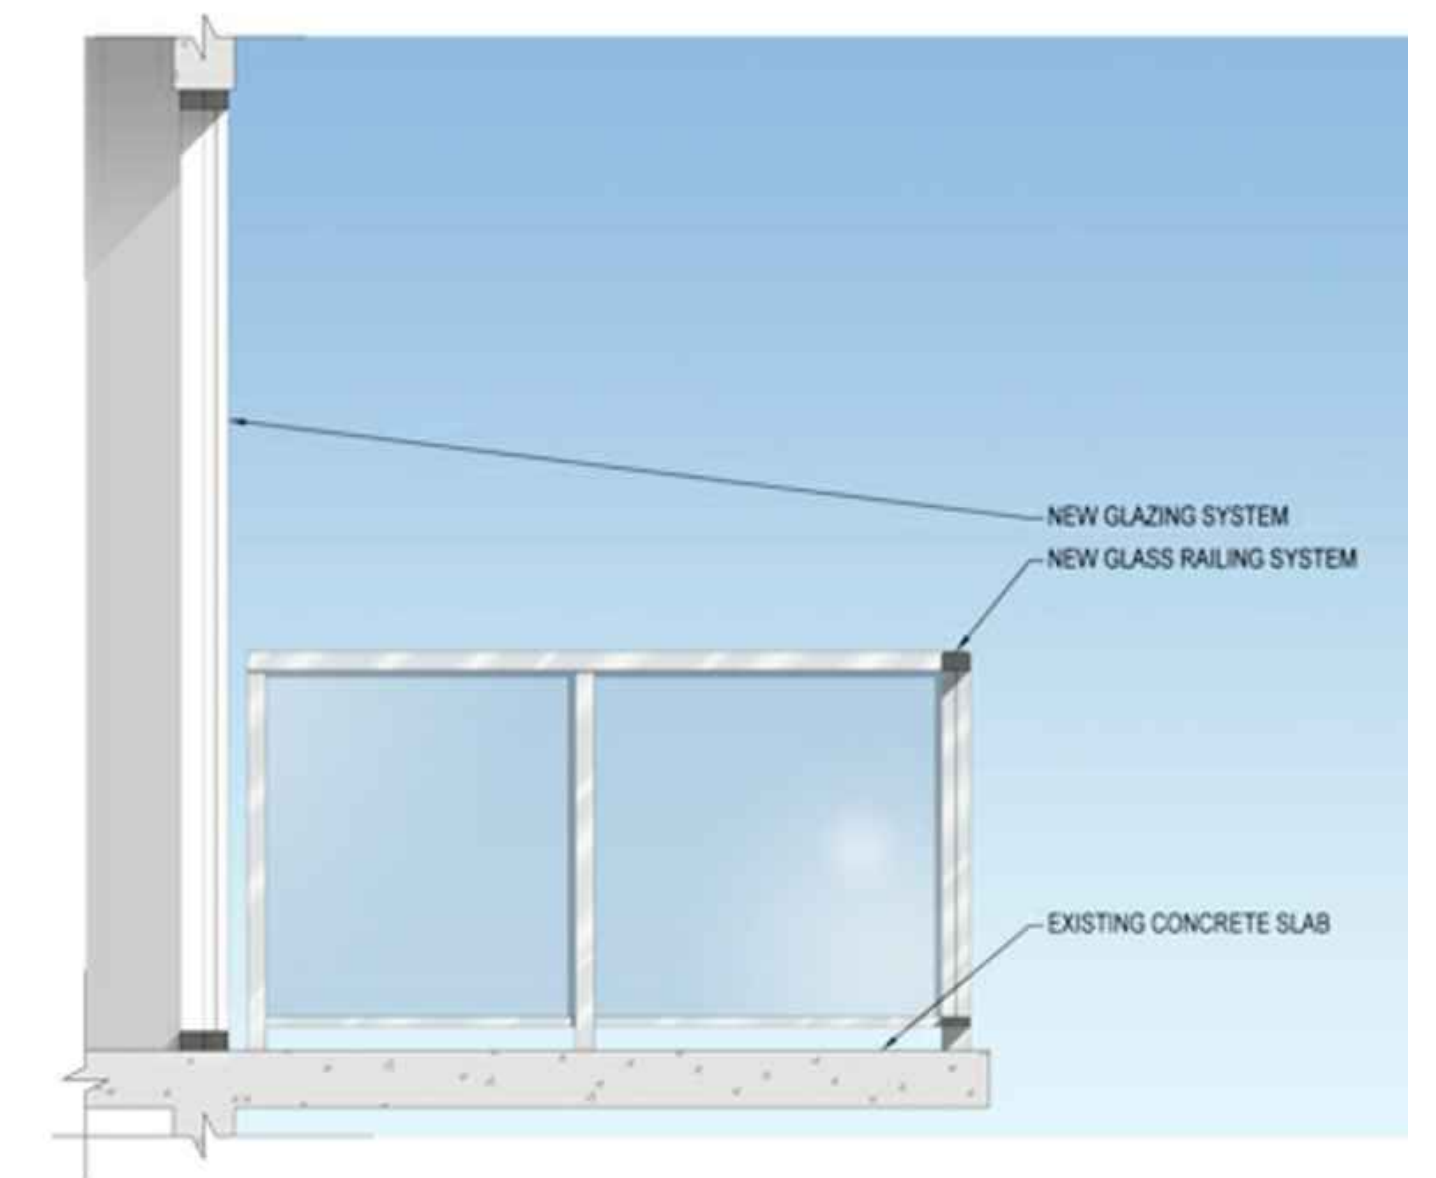 NEW GLAZING SYSTEM
NEW GLASS RAILING SYSTEM
EXISTING CONCRETE SLAB